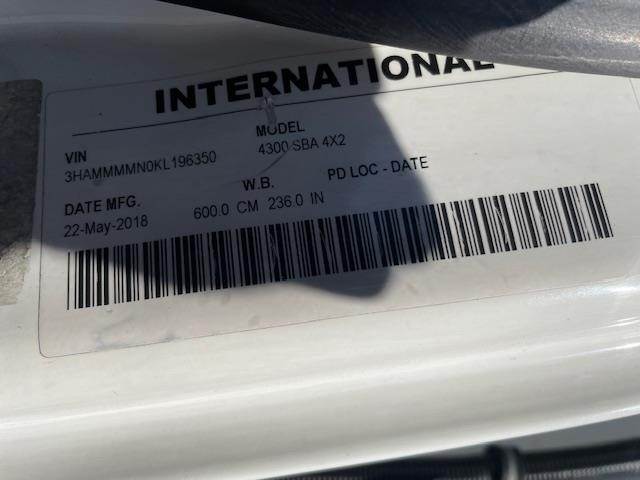 INTERNATIONAL
VIN
MODEL
3HAMMMMN0KL196350
4300 SBA 4X2
DATE MFG.
W.B.
PD LOC - DATE
22-May-2018
600.0 CM 236.0 IN